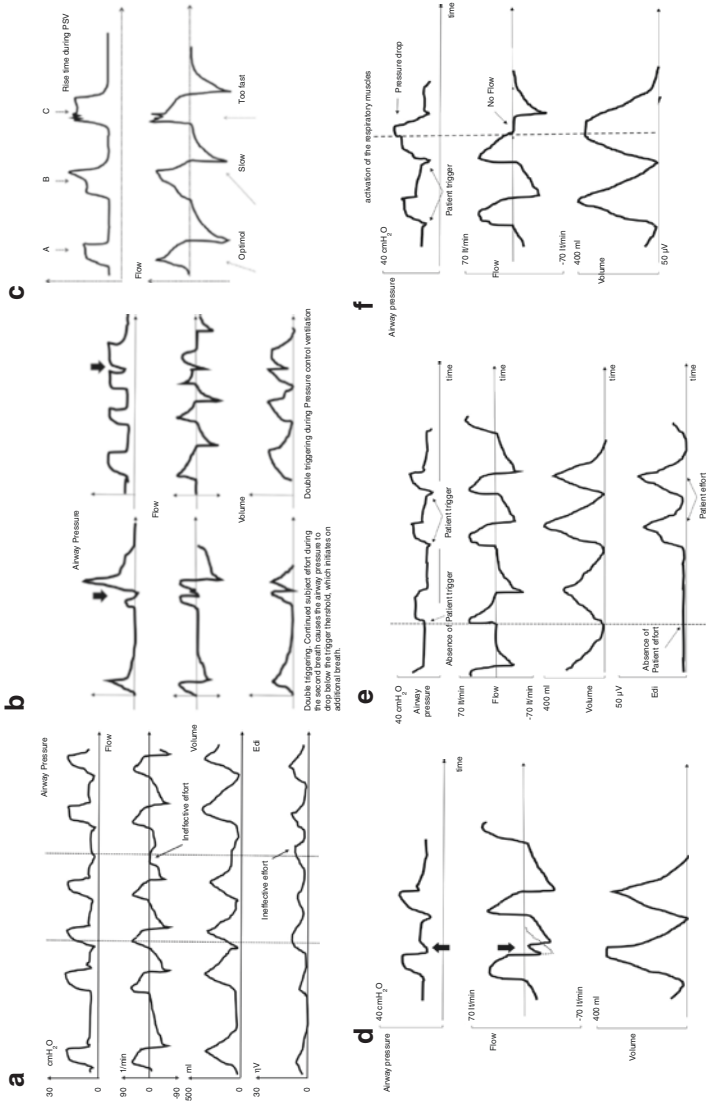 a
cmH2O
30
0
Airway Pressure
1/min
90
0
-90
Flow
Ineffective effort
500
ml
0
Volume
30
ηV
0
Edi
Ineffective effort
b
Airway Pressure
Flow
Volume
Double triggering. Continued subject effort during
the second breath causes the airway pressure to
drop below the trigger thershold, which initiates on
additional breath.
Double triggering during Pressure control ventilation
c
A
B
C
Rise time during PSV
Flow
Optimol
Slow
Too fast
d
Airway pressure
40 cmH2O
time
70 lt/min
Flow
-70 lt/min
400 ml
Volume
e
40 cmH2O
Airway
pressure
Absence of Patient trigger
Patient trigger
time
70 lt/min
Flow
time
-70 lt/min
400 ml
Volume
time
50 μV
Edi
Absence of
Patient effort
Patient effort
time
f
activation of the respiratory muscles
Airway pressure
40 cmH2O
Pressure drop
time
Patient trigger
70 lt/min
Flow
No Flow
-70 lt/min
400 ml
Volume
50 μV